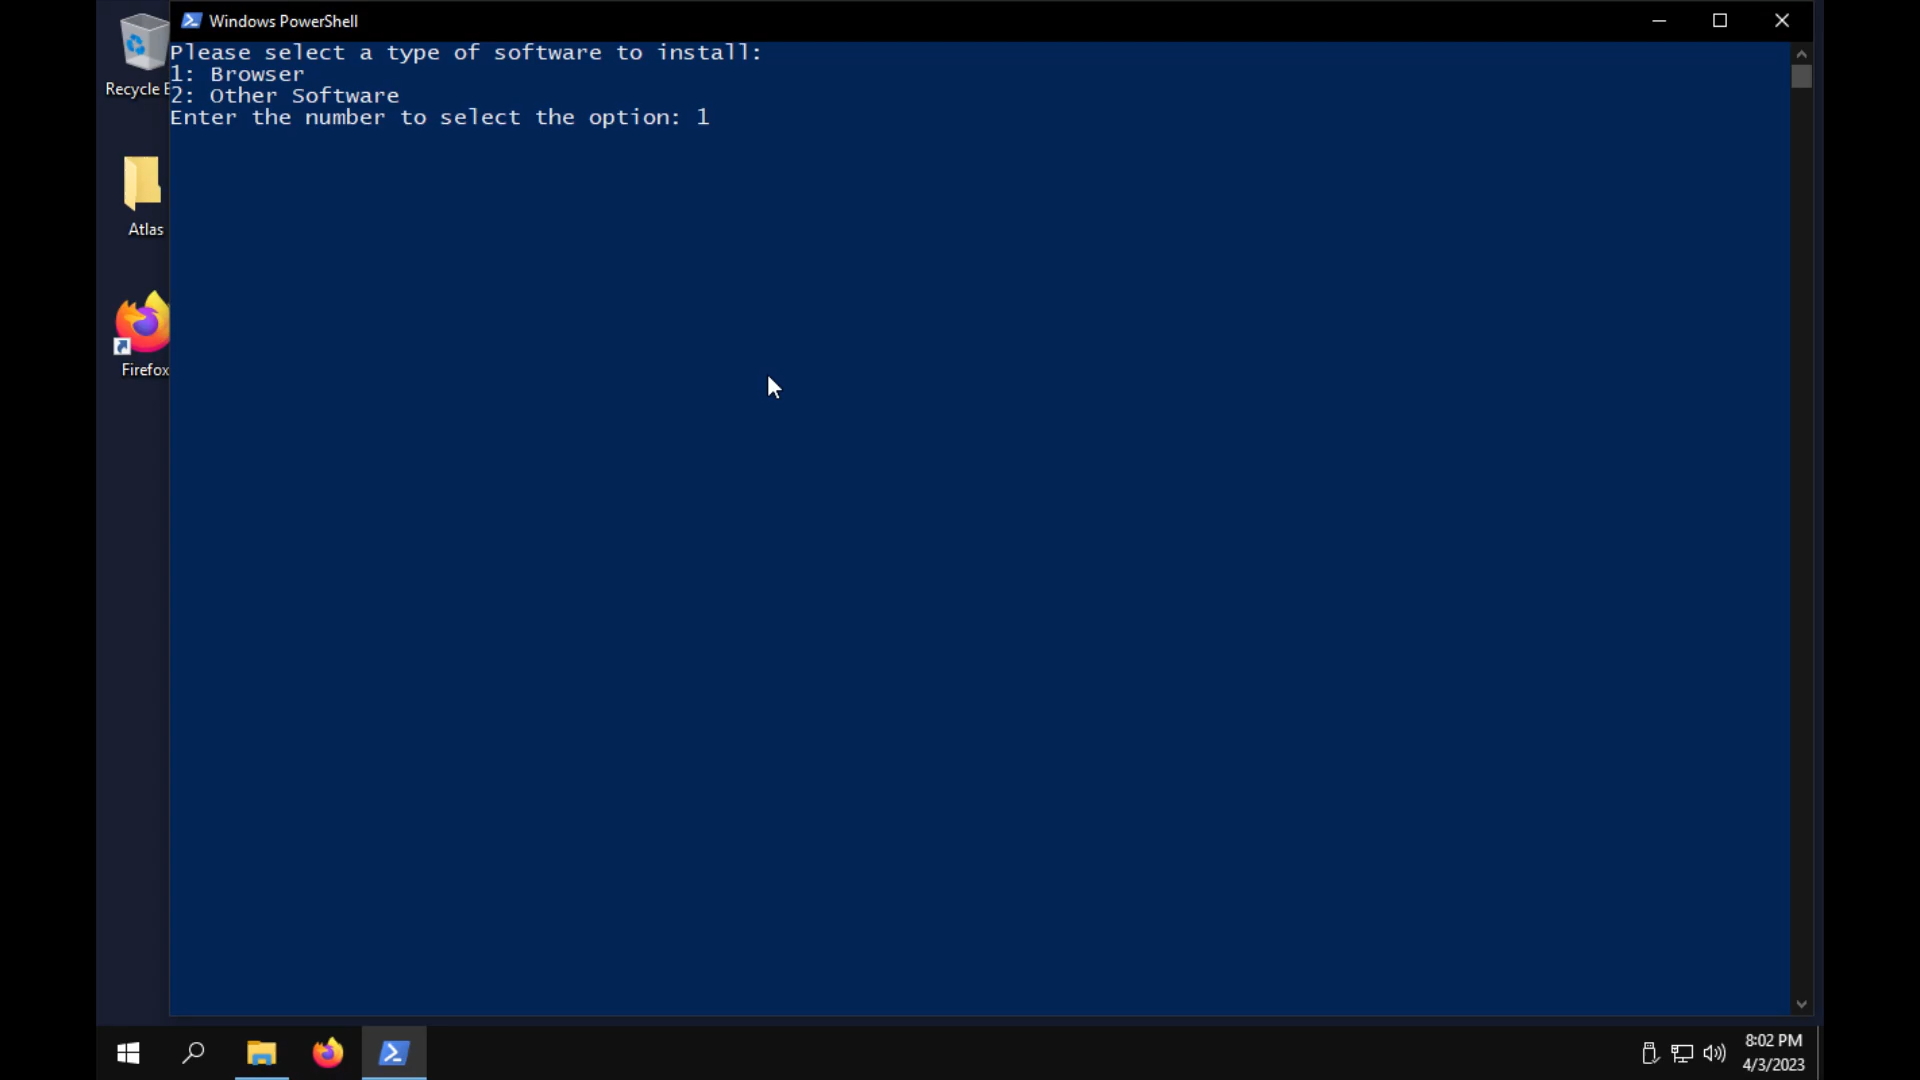 Windows PowerShell
Please select a type of software to install:
1: Browser
2: Other Software
Enter the number to select the option: 1
Recycle
Atlas
Firefox
8:02 PM
4/3/2023